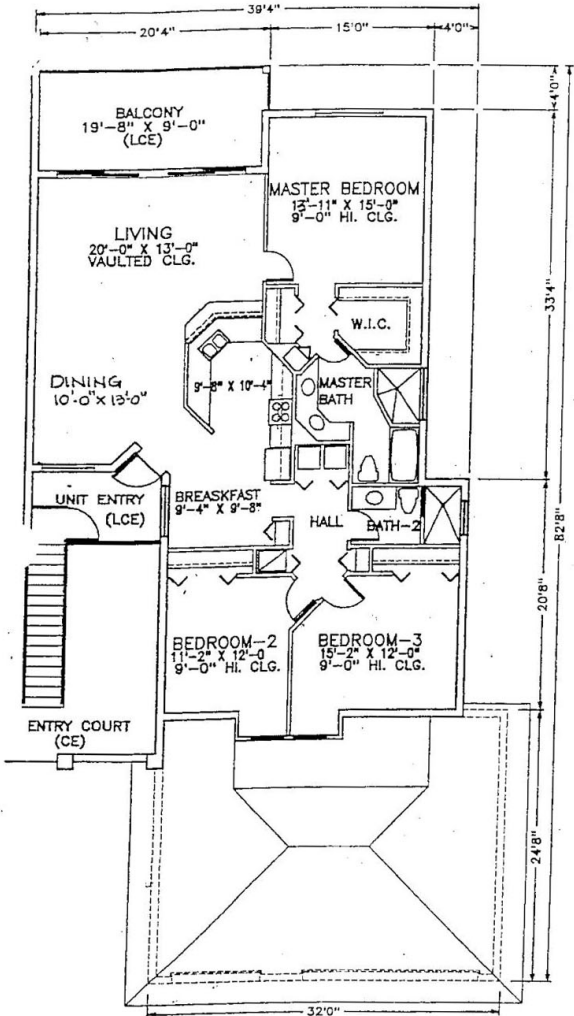 39'4"
20'4" 15'0" 4'0"
4'0"
BALCONY
19'-8" X 9'-0"
(LCE)
MASTER BEDROOM
13'-11" X 15'-0"
9'-0" HI. CLG.
LIVING
20'-0" X 13'-0"
VAULTED CLG.
33'4"
W.I.C.
DINING
10'-0" X 13'-0"
9'-8" X 10'-4"
MASTER
BATH
UNIT ENTRY
(LCE)
BREASKFAST
9'-4" X 9'-8"
HALL
BATH-2
82'8"
20'8"
BEDROOM-2
11'-2" X 12'-0
9'-0" HI. CLG.
BEDROOM-3
15'-2" X 12'-0"
9'-0" HI. CLG.
ENTRY COURT
(CE)
24'8"
32'0"